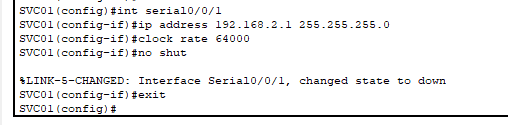 SVC01(config)#int serial0/0/1
SVC01(config-if)#ip address 192.168.2.1 255.255.255.0
SVC01(config-if)#clock rate 64000
SVC01(config-if)#no shut
%LINK-5-CHANGED: Interface Serial0/0/1, changed state to down
SVC01(config-if)#exit
SVC01(config)#